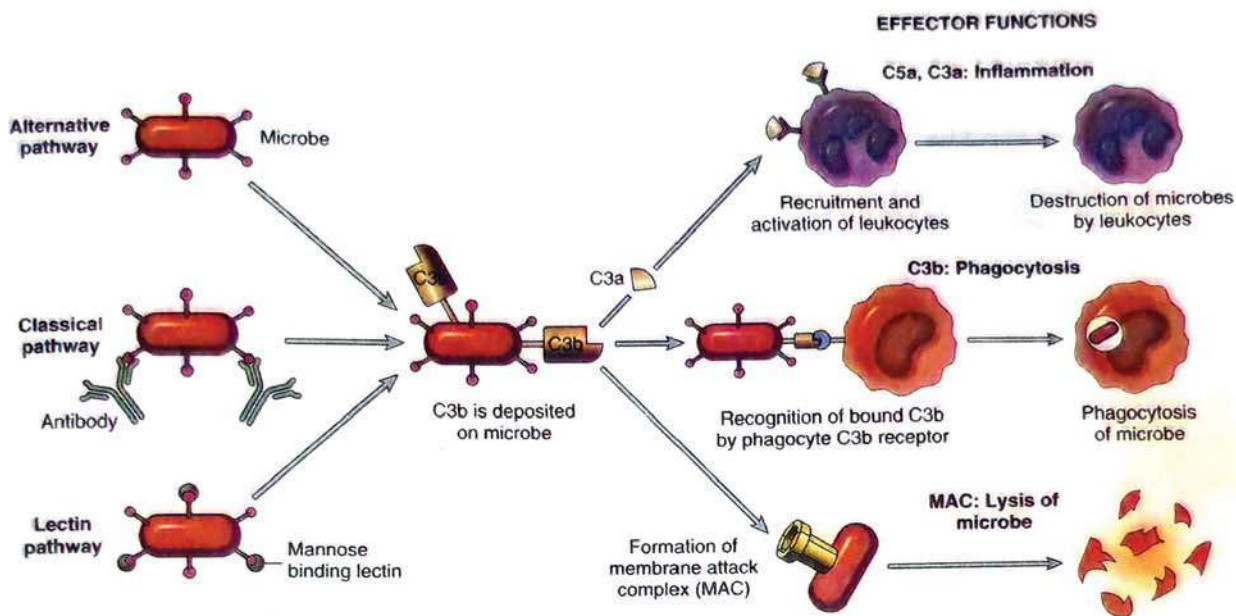 EFFECTOR FUNCTIONS
C5a, C3a: Inflammation
Alternative
pathway
Microbe
Recruitment and
activation of leukocytes
Destruction of microbes
by leukocytes
C3b
C3a
C3b: Phagocytosis
Classical
pathway
Antibody
C3b
C3b is deposited
on microbe
Recognition of bound C3b
by phagocyte C3b receptor
Phagocytosis
of microbe
Lectin
pathway
Mannose
binding lectin
Formation of
membrane attack
complex (MAC)
MAC: Lysis of
microbe